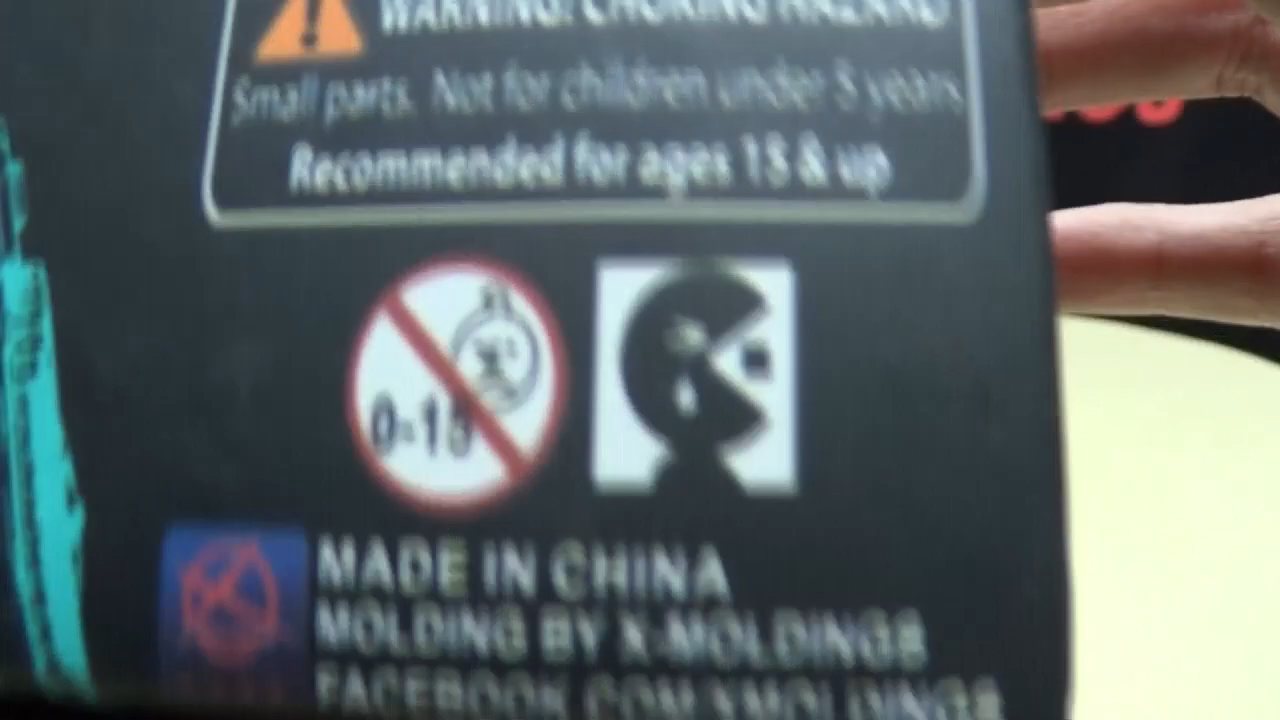 WARNING: CHOKING HAZARD
Small parts. Not for children under 3 years
Recommended for ages 15 & up
0-15
MADE IN CHINA
MOLDING BY X-MOLDINGS
FACEBOOK.COM/XMOLDINGS